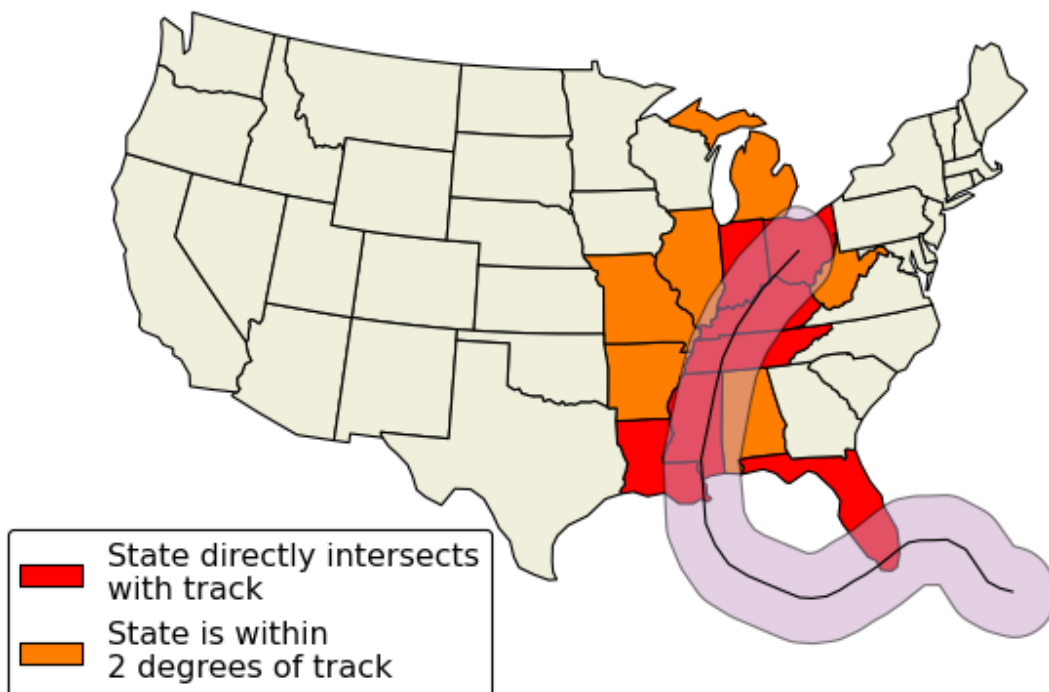 State directly intersects
with track
State is within
2 degrees of track